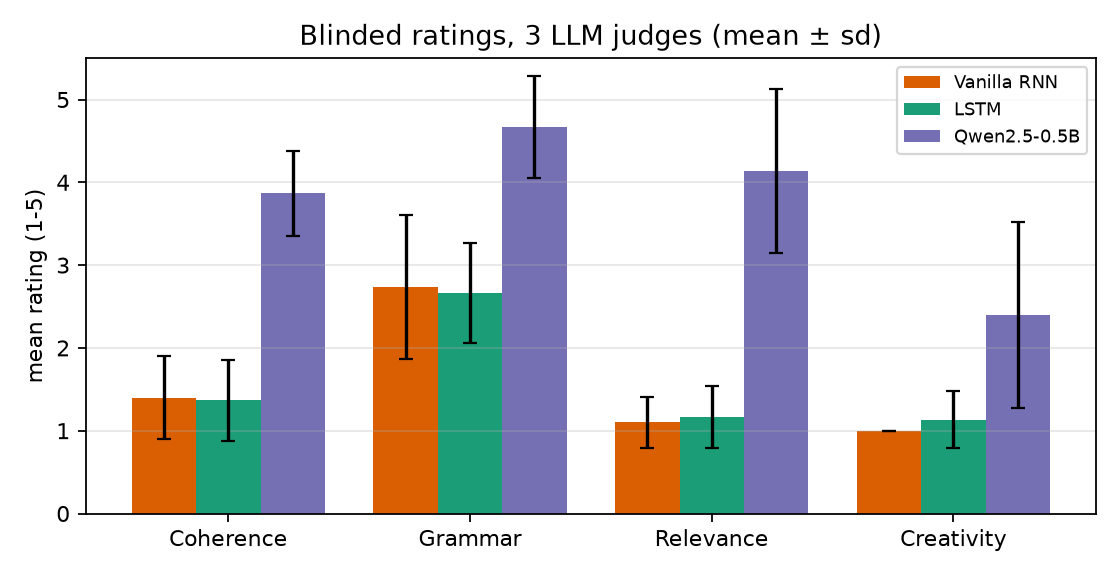 Blinded ratings, 3 LLM judges (mean ± sd)
Vanilla RNN
LSTM
Qwen2.5-0.5B
mean rating (1-5)
5
4
3
2
1
0
Coherence
Grammar
Relevance
Creativity